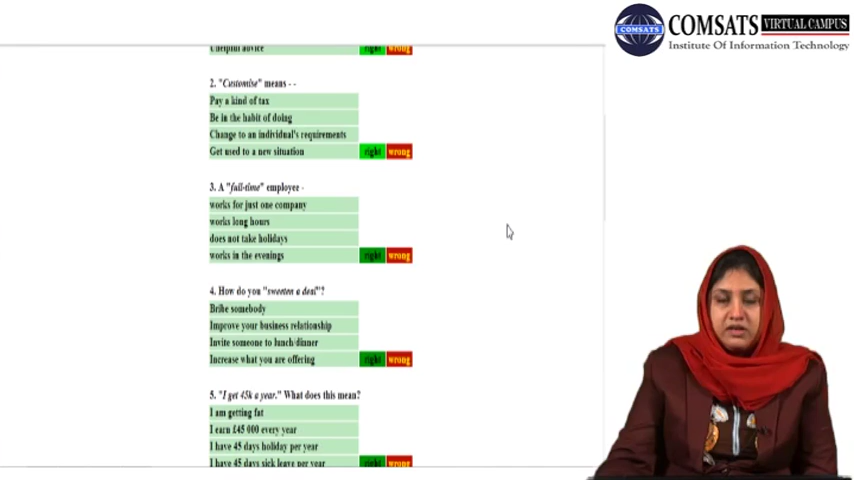 COMSATS VIRTUAL CAMPUS
Institute Of Information Technology
COMSATS
helpful advice right wrong
2. "Customise" means - -
Pay a kind of tax
Be in the habit of doing
Change to an individual's requirements
Get used to a new situation right wrong
3. A "full-time" employer -
works for just one company
works long hours
does not take holidays
works in the evenings right wrong
4. How do you "sweeten a deal"?
Bribe somebody
Improve your business relationship
Invite someone to lunch/dinner
Increase what you are offering right wrong
5. "I get 45k a year." What does this mean?
I am getting fat
I earn £45 000 every year
I have 45 days holiday per year
I have 45 days sick leave per year right wrong